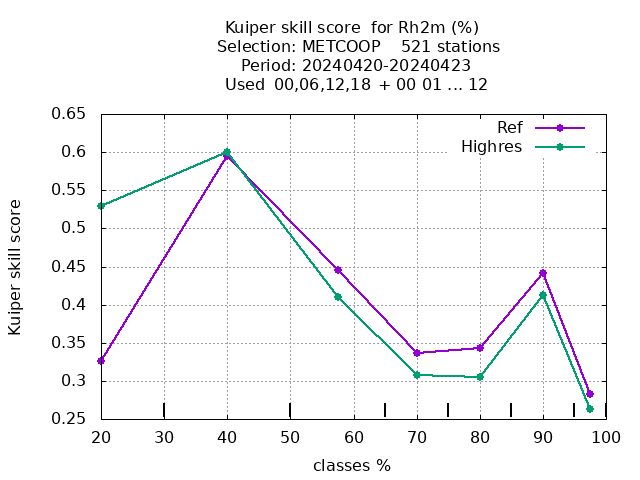 Kuiper skill score  for Rh2m (%)
Selection: METCOOP    521 stations
Period: 20240420-20240423
Used  00,06,12,18 + 00 01 ... 12
Ref
Highres
Kuiper skill score
0.65
0.6
0.55
0.5
0.45
0.4
0.35
0.3
0.25
20 30 40 50 60 70 80 90 100
classes %